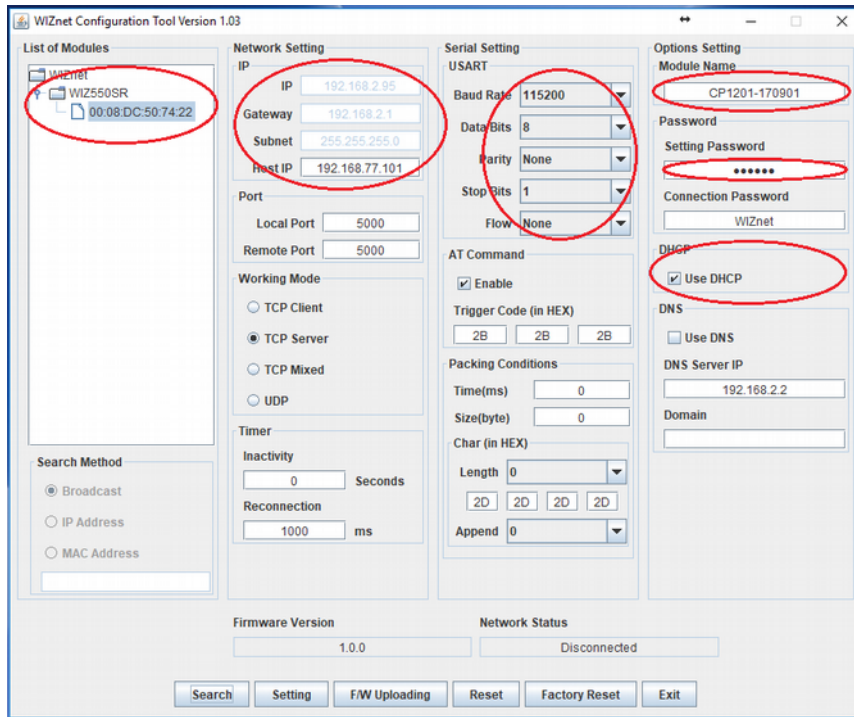 WIZnet Configuration Tool Version 1.03
List of Modules
WIZnet
WIZ550SR
00:08:DC:50:74:22
Search Method
Broadcast
IP Address
MAC Address
Network Setting
IP
IP 192.168.2.95
Gateway 192.168.2.1
Subnet 255.255.255.0
Host IP 192.168.77.101
Port
Local Port 5000
Remote Port 5000
Working Mode
TCP Client
TCP Server
TCP Mixed
UDP
Timer
Inactivity
0 Seconds
Reconnection
1000 ms
Serial Setting
USART
Baud Rate 115200
Data Bits 8
Parity None
Stop Bits 1
Flow None
AT Command
Enable
Trigger Code (in HEX)
2B 2B 2B
Packing Conditions
Time(ms) 0
Size(byte) 0
Char (in HEX)
Length 0
2D 2D 2D 2D
Append 0
Options Setting
Module Name
CP1201-170901
Password
Setting Password
••••••
Connection Password
WIZnet
DHCP
Use DHCP
DNS
Use DNS
DNS Server IP
192.168.2.2
Domain
Firmware Version
1.0.0
Network Status
Disconnected
Search Setting F/W Uploading Reset Factory Reset Exit